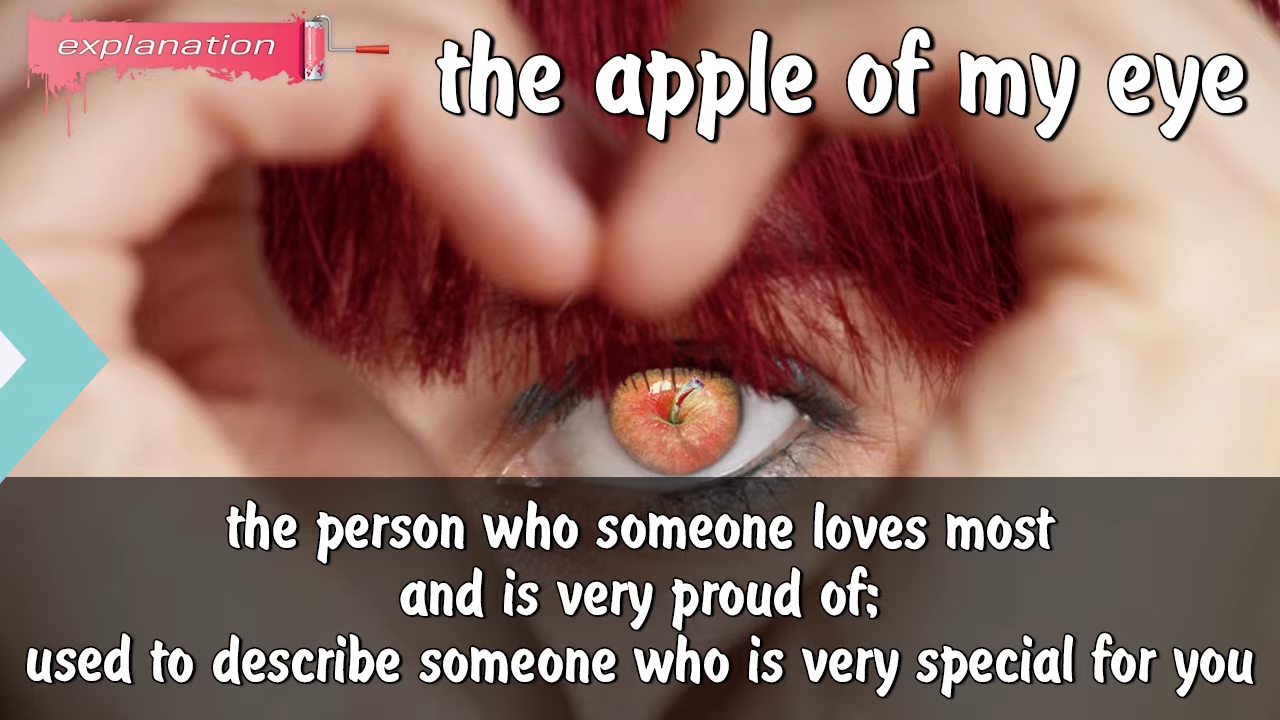 explanation
the apple of my eye
the person who someone loves most
and is very proud of;
used to describe someone who is very special for you